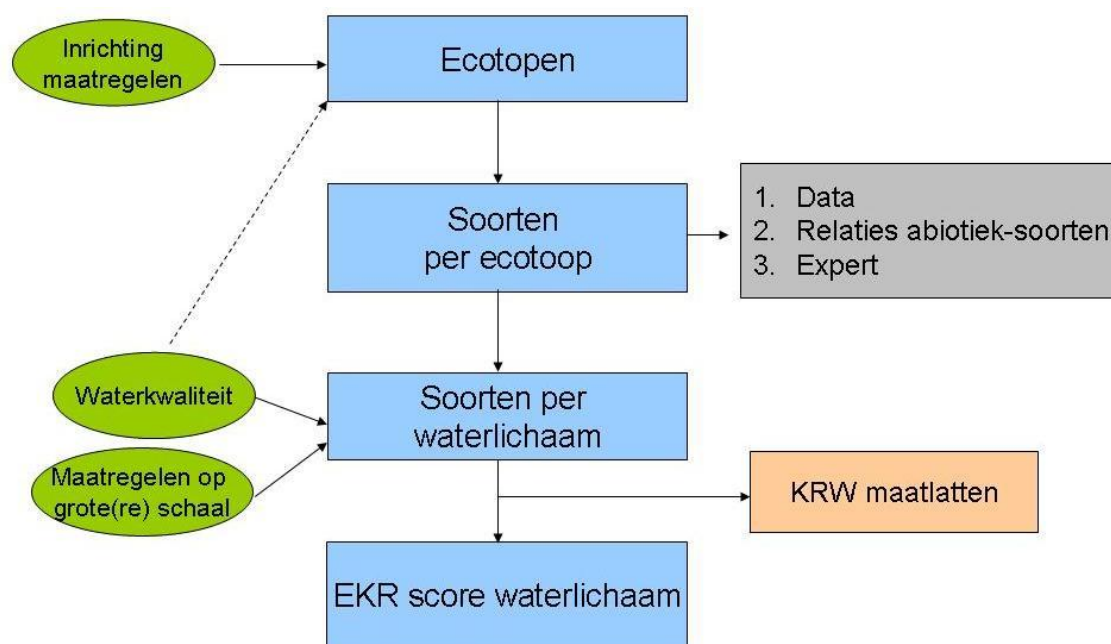 Inrichting
maatregelen
Ecotopen
Soorten
per ecotoop
1. Data
2. Relaties abiotiek-soorten
3. Expert
Waterkwaliteit
Soorten per
waterlichaam
Maatregelen op
grote(re) schaal
KRW maatlatten
EKR score waterlichaam